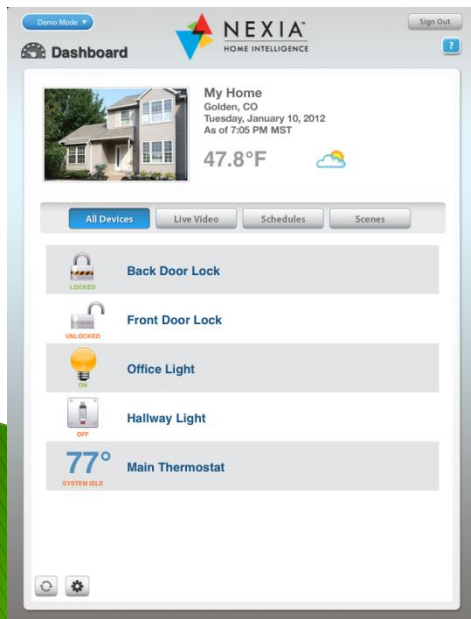 Demo Mode
NEXIA™
HOME INTELLIGENCE
Sign Out
Dashboard
?
My Home
Golden, CO
Tuesday, January 10, 2012
As of 7:05 PM MST
47.8°F
All Devices
Live Video
Schedules
Scenes
LOCKED
Back Door Lock
UNLOCKED
Front Door Lock
ON
Office Light
OFF
Hallway Light
77°
SYSTEM IDLE
Main Thermostat